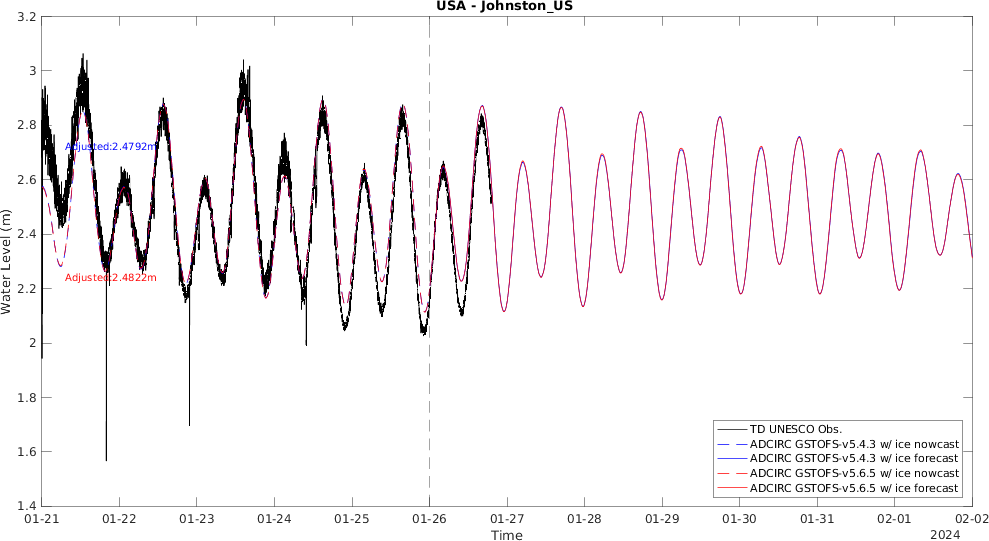 USA - Johnston_US
3.2
3
2.8
2.6
2.4
2.2
2
1.8
1.6
1.4
Water Level (m)
Adjusted:2.4792m
Adjusted:2.4822m
TD UNESCO Obs.
ADCIRC GSTOFS-v5.4.3 w/ ice nowcast
ADCIRC GSTOFS-v5.4.3 w/ ice forecast
ADCIRC GSTOFS-v5.6.5 w/ ice nowcast
ADCIRC GSTOFS-v5.6.5 w/ ice forecast
01-21 01-22 01-23 01-24 01-25 01-26 01-27 01-28 01-29 01-30 01-31 02-01 02-02
Time
2024